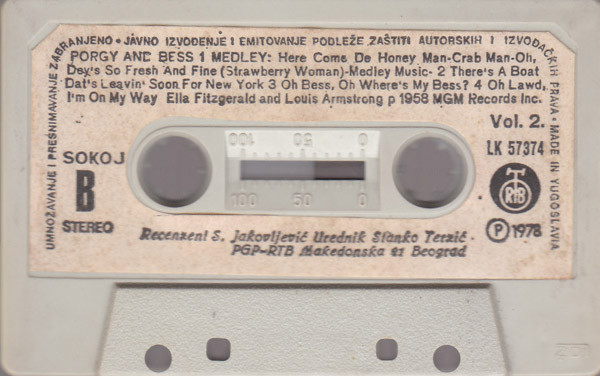 UMNOŽAVANJE I PRESNIMAVANJE ZABRANJENO • JAVNO IZVOĐENJE I EMITOVANJE PODLEŽE ZAŠTITI AUTORSKIH I IZVOĐAČKIH PRAVA • MADE IN YUGOSLAVIA
PORGY AND BESS 1 MEDLEY: Here Come De Honey Man-Crab Man-Oh,
Dey's So Fresh And Fine (Strawberry Woman)-Medley Music- 2 There's A Boat
Dat's Leavin' Soon For New York 3 Oh Bess, Oh Where's My Bess? 4 Oh Lawd,
I'm On My Way Ella Fitzgerald and Louis Armstrong p 1958 MGM Records Inc.
Vol. 2.
SOKOJ
LK 57374
B
STEREO
100 50 0
100 50 0
RTB
P 1978
Recenzent S. Jakovljević Urednik Stanko Terzić •
PGP-RTB Makedonska 21 Beograd